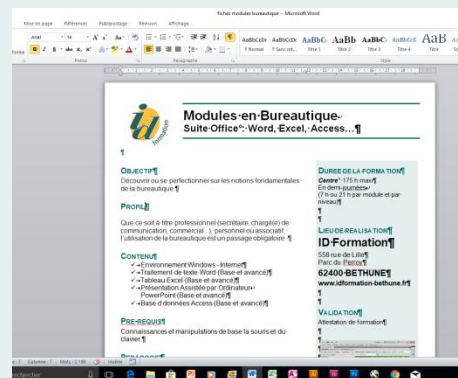 fiches modules bureautique - Microsoft Word
Mise en page Références Publipostage Révision Affichage
Arial 14
Police Paragraphe Style
AaBbCcDc AaBbCcDc AaBbC AaBb AaBbC AaBbCc AaB
¶ Normal ¶ Sans int... Titre 1 Titre 2 Titre 3 Titre 4 Titre
id
formation
Modules·en·Bureautique
Suite·Office°:·Word,·Excel,·Access…¶
¶
OBJECTIF¶
Découvrir ou se perfectionner sur les notions fondamentales
de la bureautique ¶
PROFIL¶
Que ce soit à titre professionnel (secrétaire, chargé(e) de
communication, commercial…), personnel ou associatif,
l'utilisation de la bureautique est un passage obligatoire. ¶
CONTENU¶
✓→Environnement Windows - Internet¶
✓→Traitement de texte Word (Base et avancé)¶
✓→Tableau Excel (Base et avancé)¶
✓→Présentation Assistée par Ordinateur
PowerPoint (Base et avancé)¶
✓→Base d données Access (Base et avancé)¶
PRE-REQUIS¶
Connaissances et manipulations de base la souris et du
clavier ¶
DUREE DE LA FORMATION¶
Centre°: 175 h maxi¶
En demi-journées
(7 h ou 21 h par module et par
niveau)¶
¶
¶
LIEU DE REALISATION¶
ID·Formation¶
558 rue de Lille¶
Parc du Perroy¶
62400·BETHUNE¶
www.idformation-bethune.fr¶
¶
¶
VALIDATION¶
Attestation de formation¶
¶
Mots : 2 168